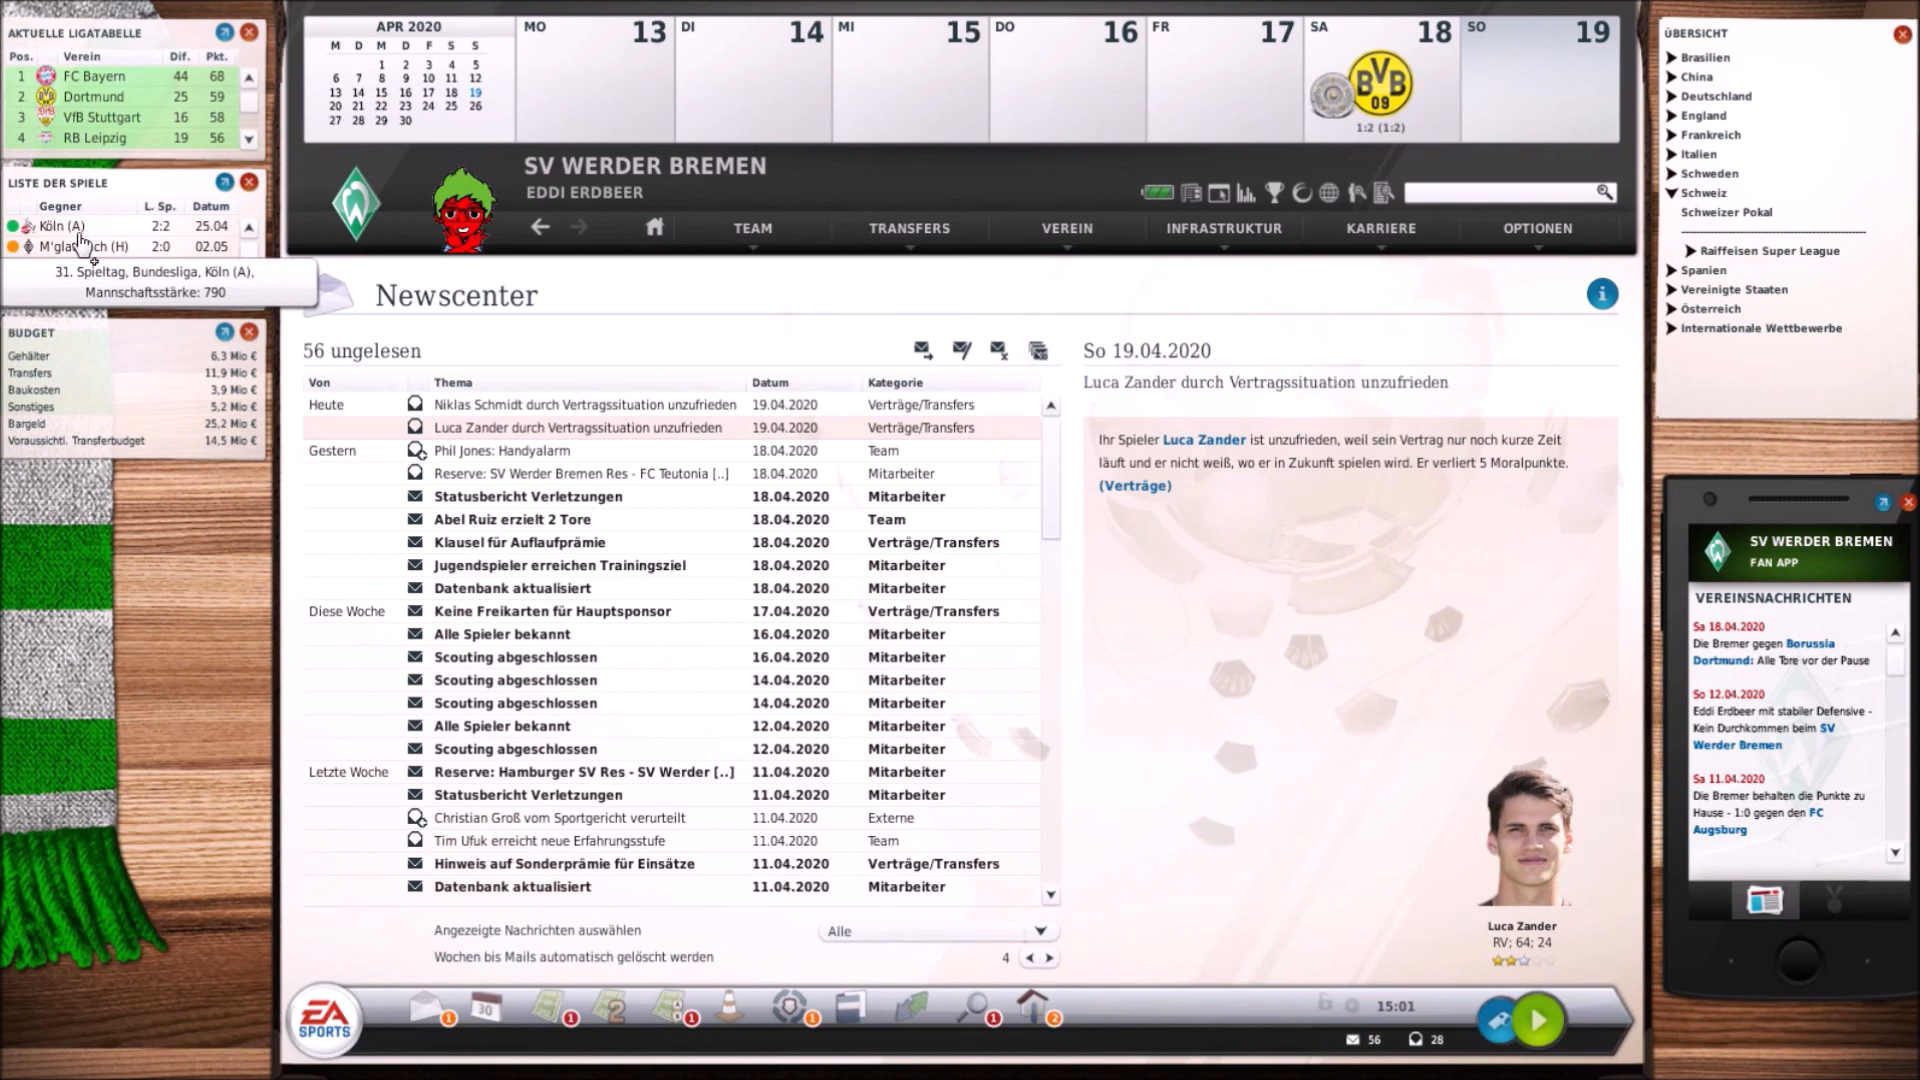 AKTUELLE LIGATABELLE
Pos. Verein Dif. Pkt.
1 FC Bayern 44 68
2 Dortmund 25 59
3 VfB Stuttgart 16 58
4 RB Leipzig 19 56
LISTE DER SPIELE
Gegner L. Sp. Datum
Köln (A) 2:2 25.04
M'gla ch (H) 2:0 02.05
31. Spieltag, Bundesliga, Köln (A),
Mannschaftsstärke: 790
BUDGET
Gehälter 6,3 Mio €
Transfers 11,9 Mio €
Baukosten 3,9 Mio €
Sonstiges 5,2 Mio €
Bargeld 25,2 Mio €
Voraussichtl. Transferbudget 14,5 Mio €
APR 2020
M D M D F S S
1 2 3 4 5
6 7 8 9 10 11 12
13 14 15 16 17 18 19
20 21 22 23 24 25 26
27 28 29 30
MO 13
DI 14
MI 15
DO 16
FR 17
SA 18
SO 19
BVB
09
1:2 (1:2)
SV WERDER BREMEN
EDDI ERDBEER
TEAM TRANSFERS VEREIN INFRASTRUKTUR KARRIERE OPTIONEN
Newscenter
56 ungelesen
Von Thema Datum Kategorie
Heute Niklas Schmidt durch Vertragssituation unzufrieden 19.04.2020 Verträge/Transfers
Luca Zander durch Vertragssituation unzufrieden 19.04.2020 Verträge/Transfers
Gestern Phil Jones: Handyalarm 18.04.2020 Team
Reserve: SV Werder Bremen Res - FC Teutonia [..] 18.04.2020 Mitarbeiter
Statusbericht Verletzungen 18.04.2020 Mitarbeiter
Abel Ruiz erzielt 2 Tore 18.04.2020 Team
Klausel für Auflaufprämie 18.04.2020 Verträge/Transfers
Jugendspieler erreichen Trainingsziel 18.04.2020 Mitarbeiter
Datenbank aktualisiert 18.04.2020 Mitarbeiter
Diese Woche Keine Freikarten für Hauptsponsor 17.04.2020 Verträge/Transfers
Alle Spieler bekannt 16.04.2020 Mitarbeiter
Scouting abgeschlossen 16.04.2020 Mitarbeiter
Scouting abgeschlossen 14.04.2020 Mitarbeiter
Scouting abgeschlossen 14.04.2020 Mitarbeiter
Alle Spieler bekannt 12.04.2020 Mitarbeiter
Scouting abgeschlossen 12.04.2020 Mitarbeiter
Letzte Woche Reserve: Hamburger SV Res - SV Werder [..] 11.04.2020 Mitarbeiter
Statusbericht Verletzungen 11.04.2020 Mitarbeiter
Christian Groß vom Sportgericht verurteilt 11.04.2020 Externe
Tim Ufuk erreicht neue Erfahrungsstufe 11.04.2020 Team
Hinweis auf Sonderprämie für Einsätze 11.04.2020 Verträge/Transfers
Datenbank aktualisiert 11.04.2020 Mitarbeiter
Angezeigte Nachrichten auswählen Alle
Wochen bis Mails automatisch gelöscht werden 4
So 19.04.2020
Luca Zander durch Vertragssituation unzufrieden
Ihr Spieler Luca Zander ist unzufrieden, weil sein Vertrag nur noch kurze Zeit
läuft und er nicht weiß, wo er in Zukunft spielen wird. Er verliert 5 Moralpunkte.
(Verträge)
Luca Zander
RV; 64; 24
EA
SPORTS
1 30 1 2 1 1 1 2
15:01
56 28
ÜBERSICHT
Brasilien
China
Deutschland
England
Frankreich
Italien
Schweden
Schweiz
Schweizer Pokal
Raiffeisen Super League
Spanien
Vereinigte Staaten
Österreich
Internationale Wettbewerbe
SV WERDER BREMEN
FAN APP
VEREINSNACHRICHTEN
Sa 18.04.2020
Die Bremer gegen Borussia
Dortmund: Alle Tore vor der Pause
So 12.04.2020
Eddi Erdbeer mit stabiler Defensive -
Kein Durchkommen beim SV
Werder Bremen
Sa 11.04.2020
Die Bremer behalten die Punkte zu
Hause - 1:0 gegen den FC
Augsburg